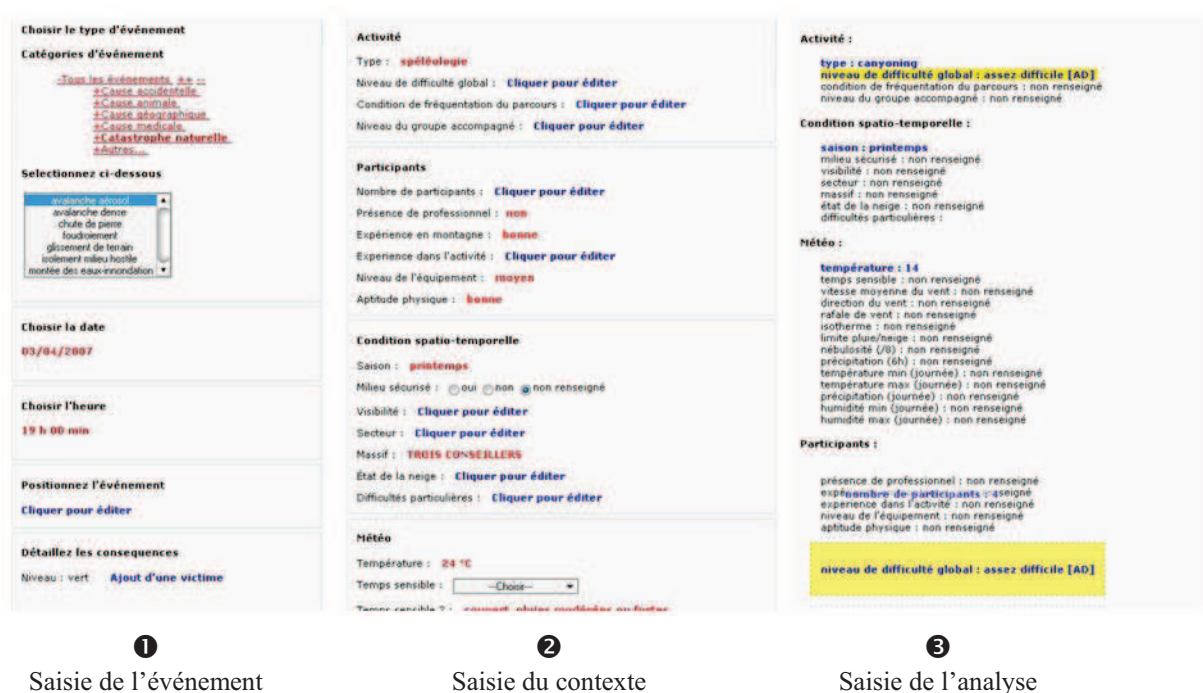 Choisir le type d'événement
Catégories d'événement
-Tous les événements ++ --
+Cause accidentelle
+Cause animale
+Cause géographique
+Cause medicale
+Catastrophe naturelle
+Autres...
Selectionnez ci-dessous
avalanche aérosol
avalanche dense
chute de pierre
foudroiement
glissement de terrain
isolement milieu hostile
montée des eaux-innondation
Choisir la date
03/04/2007
Choisir l'heure
19 h 00 min
Positionnez l'événement
Cliquer pour éditer
Détaillez les consequences
Niveau : vert Ajout d'une victime
❶
Saisie de l'événement
Activité
Type : spéléologie
Niveau de difficulté global : Cliquer pour éditer
Condition de fréquentation du parcours : Cliquer pour éditer
Niveau du groupe accompagné : Cliquer pour éditer
Participants
Nombre de participants : Cliquer pour éditer
Présence de professionnel : non
Expérience en montagne : bonne
Experience dans l'activité : Cliquer pour éditer
Niveau de l'équipement : moyen
Aptitude physique : bonne
Condition spatio-temporelle
Saison : printemps
Milieu sécurisé : oui non non renseigné
Visibilité : Cliquer pour éditer
Secteur : Cliquer pour éditer
Massif : TROIS CONSEILLERS
État de la neige : Cliquer pour éditer
Difficultés particulières : Cliquer pour éditer
Météo
Température : 24 °C
Temps sensible : --Choisir--
Temps sensible 2 : couvert, pluies modérées ou fortes
❷
Saisie du contexte
Activité :
type : canyoning
niveau de difficulté global : assez difficile [AD]
condition de fréquentation du parcours : non renseigné
niveau du groupe accompagné : non renseigné
Condition spatio-temporelle :
saison : printemps
milieu sécurisé : non renseigné
visibilité : non renseigné
secteur : non renseigné
massif : non renseigné
état de la neige : non renseigné
difficultés particulières :
Météo :
température : 14
temps sensible : non renseigné
vitesse moyenne du vent : non renseigné
direction du vent : non renseigné
rafale de vent : non renseigné
isotherme : non renseigné
limite pluie/neige : non renseigné
nébulosité (/8) : non renseigné
précipitation (6h) : non renseigné
température min (journée) : non renseigné
température max (journée) : non renseigné
précipitation (journée) : non renseigné
humidité min (journée) : non renseigné
humidité max (journée) : non renseigné
Participants :
présence de professionnel : non renseigné
nombre de participants : 4
experience dans l'activité : non renseigné
niveau de l'équipement : non renseigné
aptitude physique : non renseigné
niveau de difficulté global : assez difficile [AD]
❸
Saisie de l'analyse